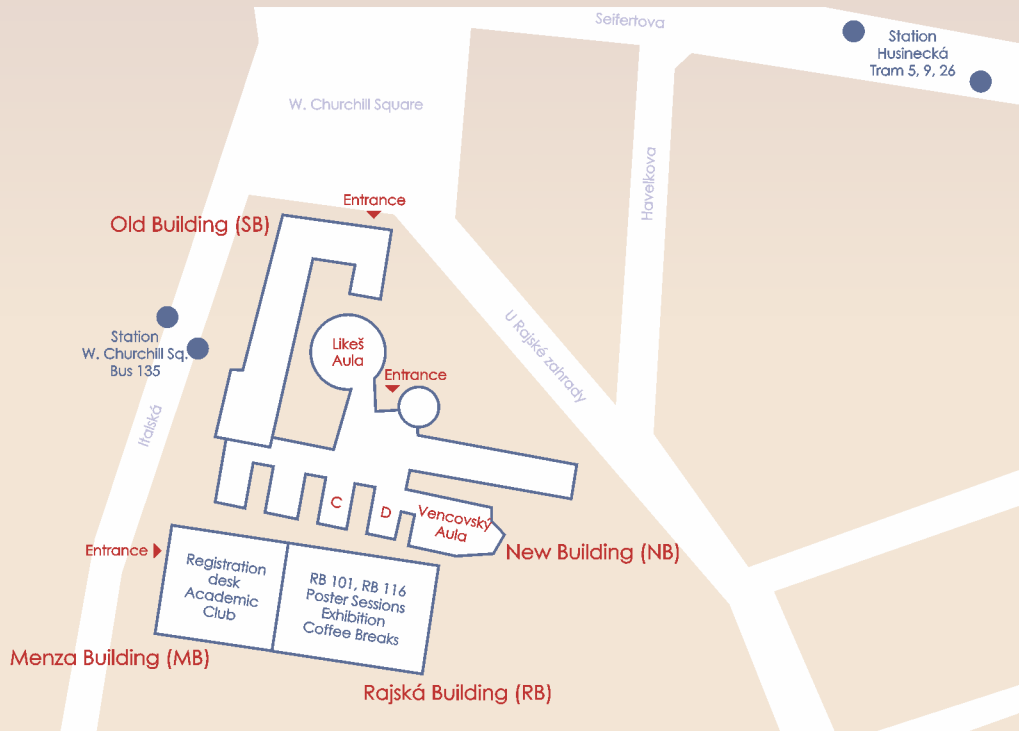 Seifertova
Station
Husinecká
Tram 5, 9, 26
W. Churchill Square
Havelkova
Entrance
Old Building (SB)
U Rajské zahrady
Station
W. Churchill Sq.
Bus 135
Likeš
Aula
Entrance
Italská
C
D
Vencovský
Aula
New Building (NB)
Entrance
Registration
desk
Academic
Club
RB 101, RB 116
Poster Sessions
Exhibition
Coffee Breaks
Menza Building (MB)
Rajská Building (RB)